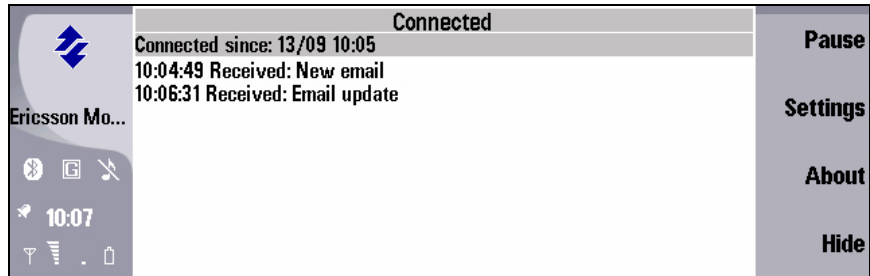 Connected
Connected since: 13/09 10:05
10:04:49 Received: New email
10:06:31 Received: Email update
Ericsson Mo...
G
10:07
Pause
Settings
About
Hide